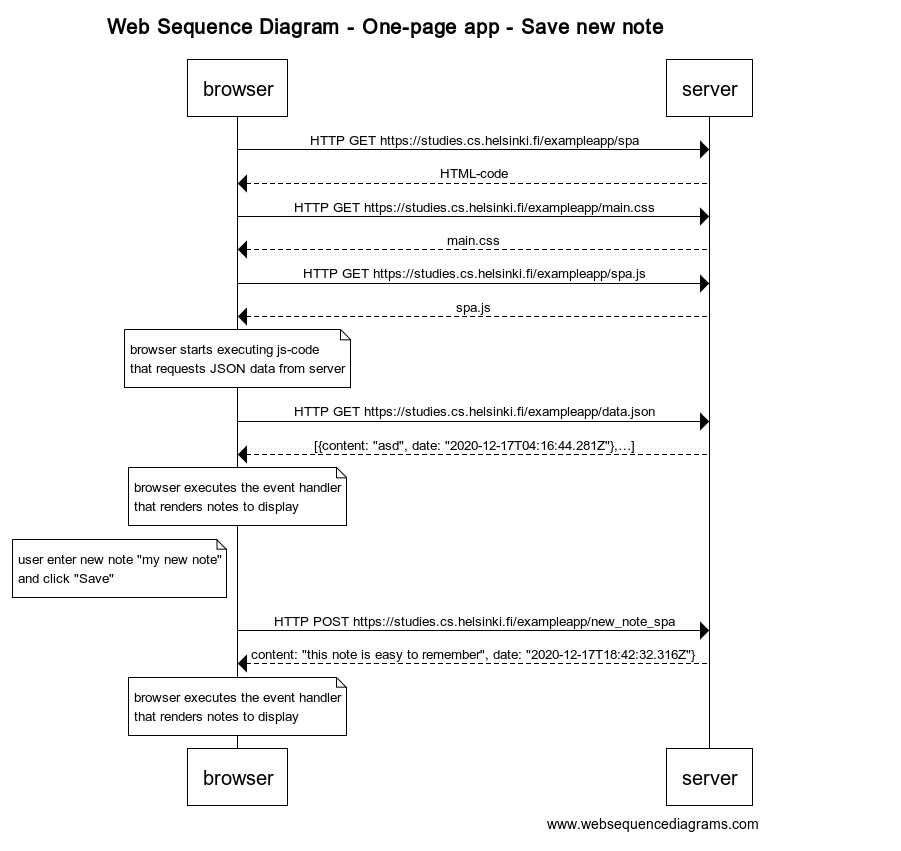 Web Sequence Diagram - One-page app - Save new note
browser
server
HTTP GET https://studies.cs.helsinki.fi/exampleapp/spa
HTML-code
HTTP GET https://studies.cs.helsinki.fi/exampleapp/main.css
main.css
HTTP GET https://studies.cs.helsinki.fi/exampleapp/spa.js
spa.js
browser starts executing js-code
that requests JSON data from server
HTTP GET https://studies.cs.helsinki.fi/exampleapp/data.json
[{content: "asd", date: "2020-12-17T04:16:44.281Z"},...]
browser executes the event handler
that renders notes to display
user enter new note "my new note"
and click "Save"
HTTP POST https://studies.cs.helsinki.fi/exampleapp/new_note_spa
content: "this note is easy to remember", date: "2020-12-17T18:42:32.316Z"}
browser executes the event handler
that renders notes to display
browser
server
www.websequencediagrams.com